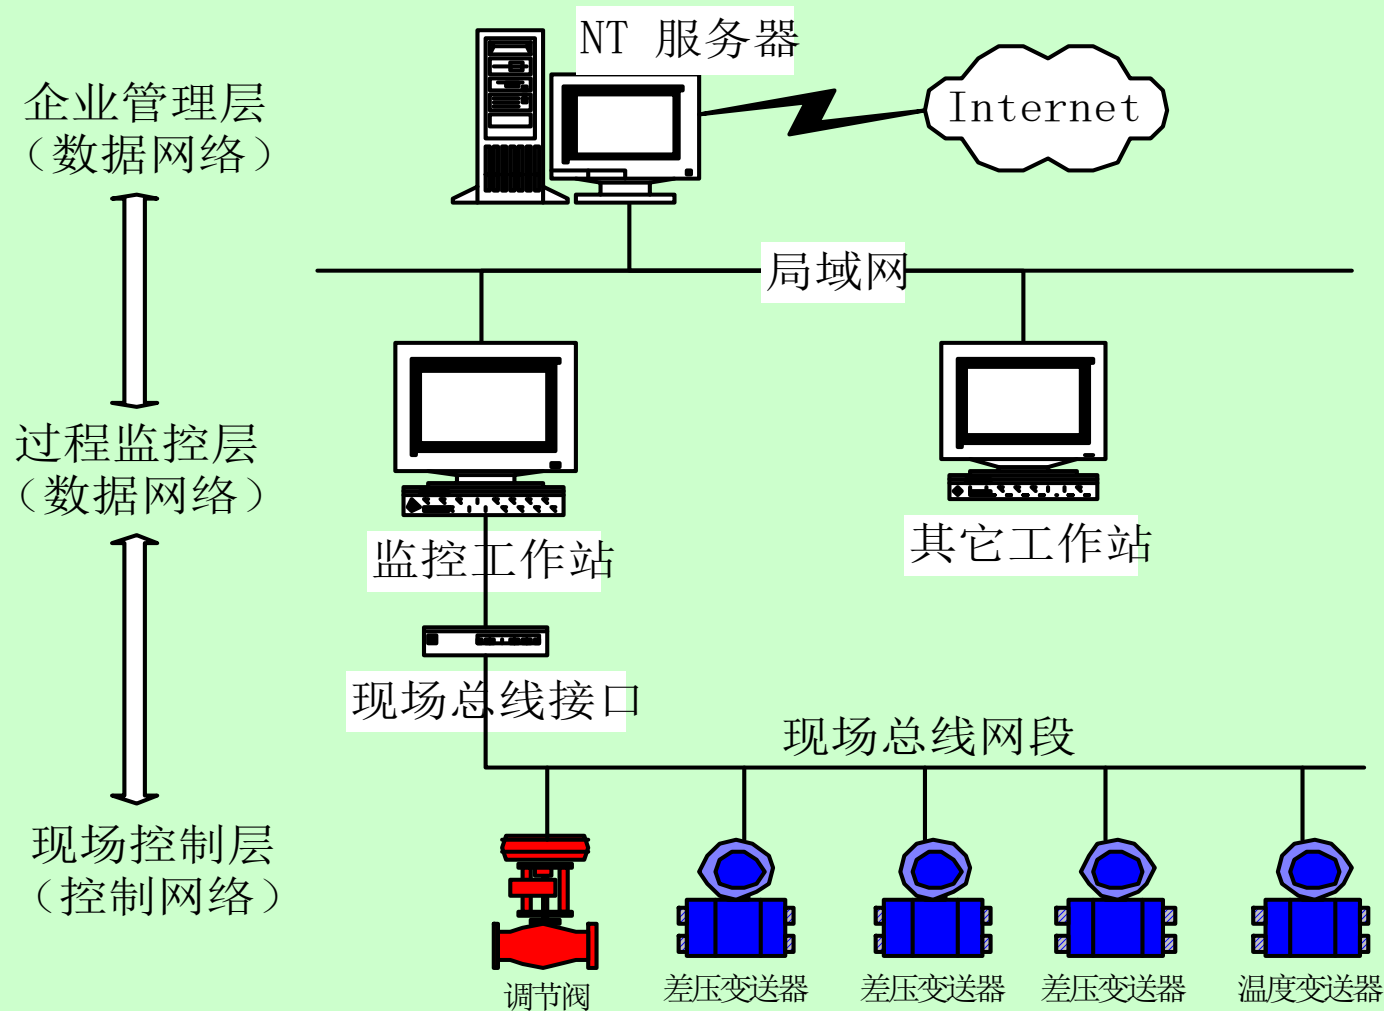 NT 服务器
Internet
企业管理层
（数据网络）
局域网
过程监控层
（数据网络）
监控工作站
其它工作站
现场总线接口
现场总线网段
现场控制层
（控制网络）
调节阀
差压变送器
差压变送器
差压变送器
温度变送器